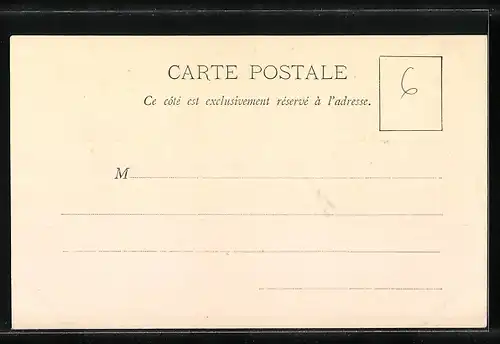 CARTE POSTALE
6
Ce côté est exclusivement réservé à l'adresse.
M